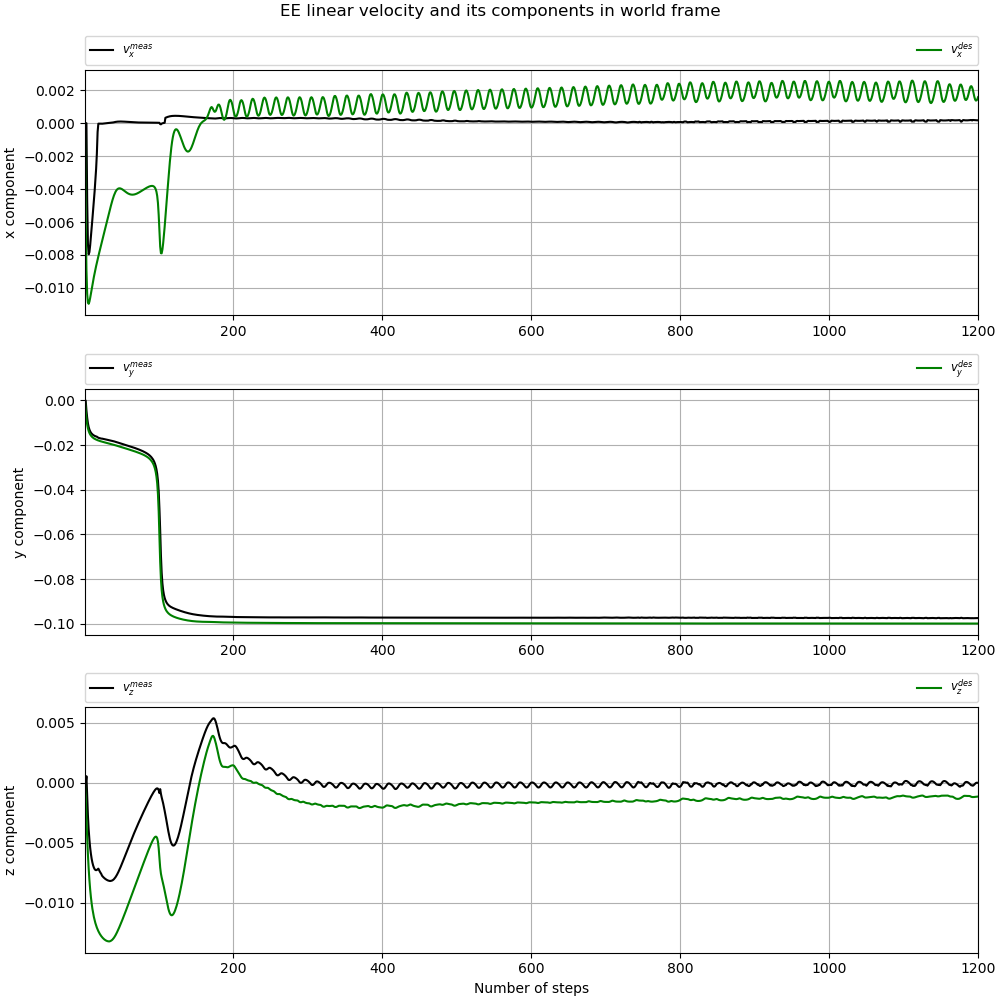 EE linear velocity and its components in world frame
v_x^meas v_x^des
0.002
0.000
−0.002
−0.004
−0.006
−0.008
−0.010
x component
200 400 600 800 1000 1200
v_y^meas v_y^des
0.00
−0.02
−0.04
−0.06
−0.08
−0.10
y component
200 400 600 800 1000 1200
v_z^meas v_z^des
0.005
0.000
−0.005
−0.010
z component
200 400 600 800 1000 1200
Number of steps